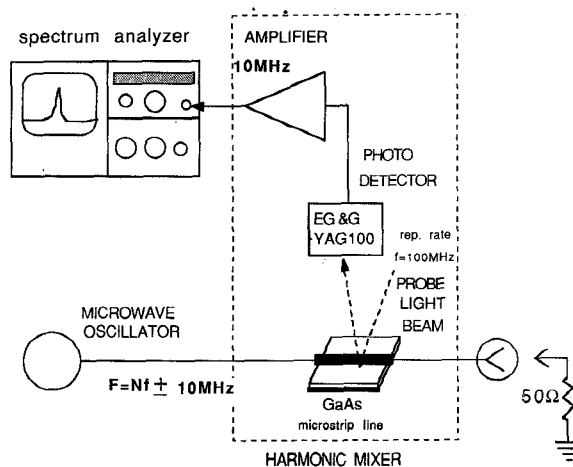 spectrum analyzer
AMPLIFIER
10MHz
PHOTO
DETECTOR
EG &G
YAG100
rep. rate
f=100MHz
PROBE
LIGHT
BEAM
MICROWAVE
OSCILLATOR
F=Nf ± 10MHz
GaAs
microstrip line
50Ω
HARMONIC MIXER